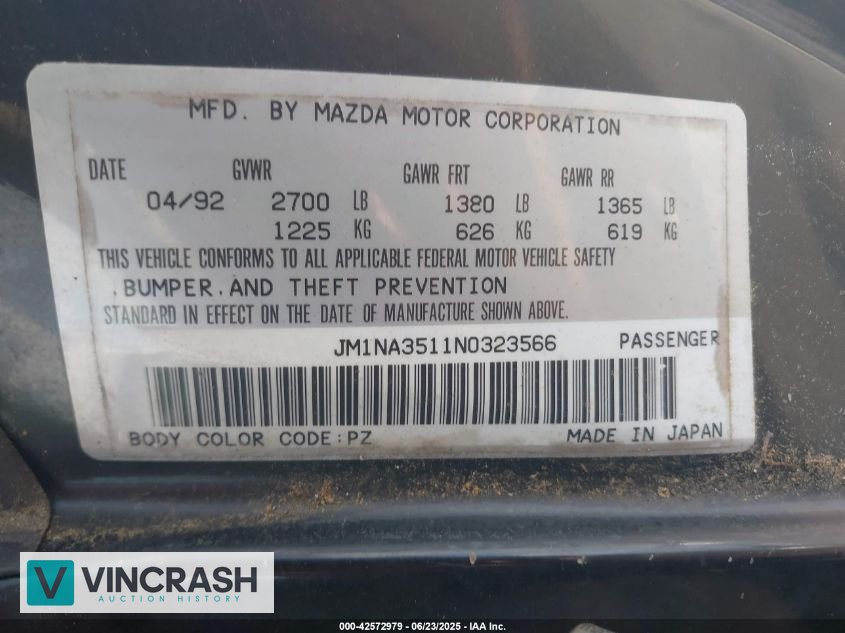 MFD. BY MAZDA MOTOR CORPORATION
DATE GVWR GAWR FRT GAWR RR
04/92 2700 LB 1380 LB 1365 LB
1225 KG 626 KG 619 KG
THIS VEHICLE CONFORMS TO ALL APPLICABLE FEDERAL MOTOR VEHICLE SAFETY
.BUMPER.AND THEFT PREVENTION
STANDARD IN EFFECT ON THE DATE OF MANUFACTURE SHOWN ABOVE.
JM1NA3511N0323566 PASSENGER
BODY COLOR CODE:PZ MADE IN JAPAN
V VINCRASH
AUCTION HISTORY
000-42572979 - 06/23/2025 - IAA Inc.